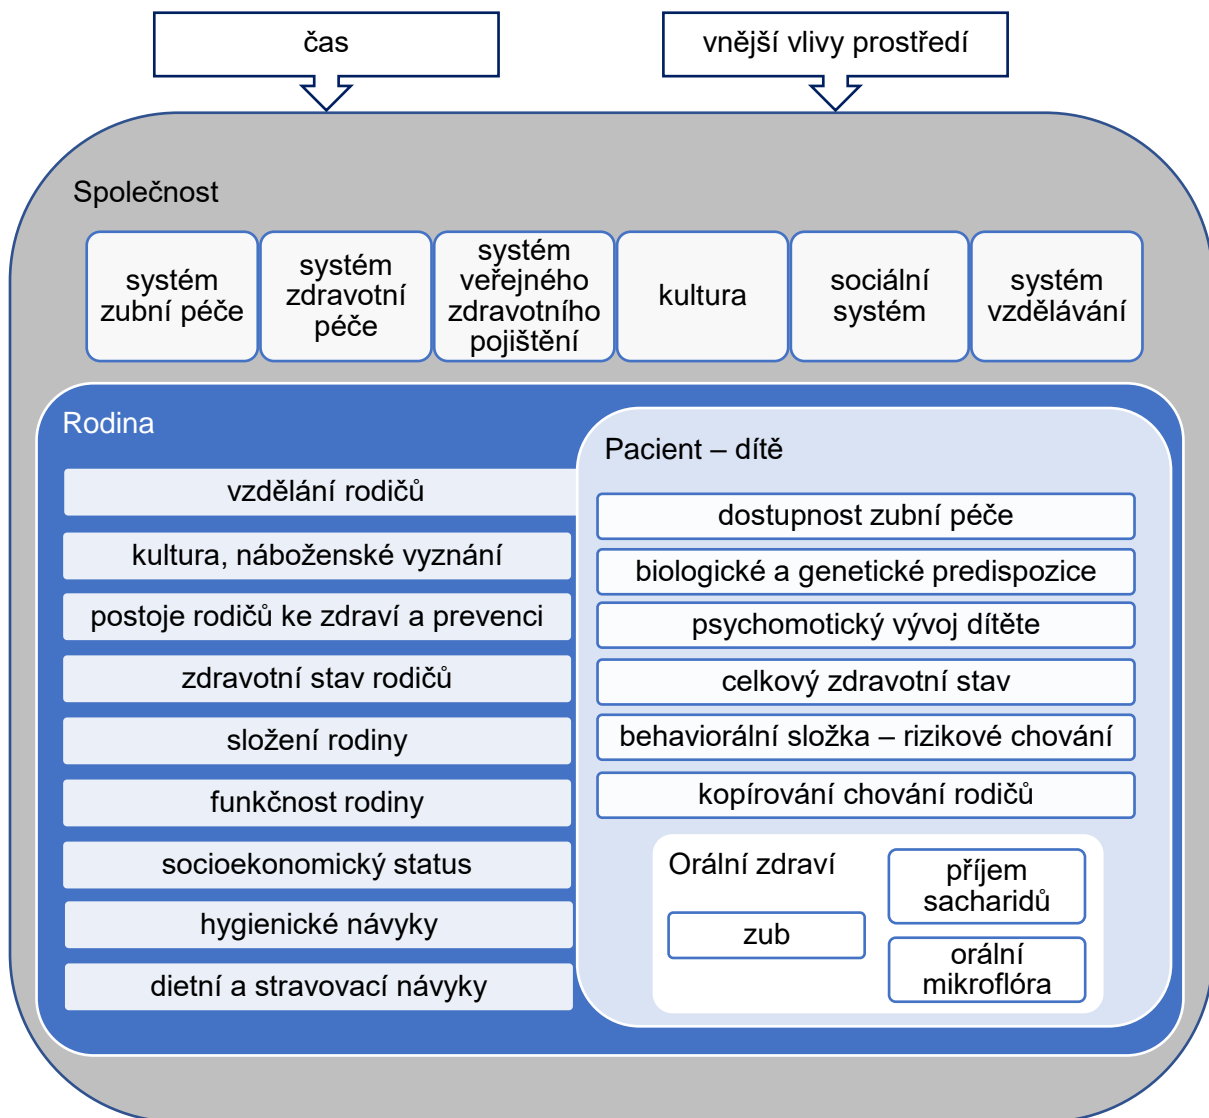 čas
vnější vlivy prostředí
Společnost
systém
zubní péče
systém
zdravotní
péče
systém
veřejného
zdravotního
pojištění
kultura
sociální
systém
systém
vzdělávání
Rodina
vzdělání rodičů
kultura, náboženské vyznání
postoje rodičů ke zdraví a prevenci
zdravotní stav rodičů
složení rodiny
funkčnost rodiny
socioekonomický status
hygienické návyky
dietní a stravovací návyky
Pacient – dítě
dostupnost zubní péče
biologické a genetické predispozice
psychomotický vývoj dítěte
celkový zdravotní stav
behaviorální složka – rizikové chování
kopírování chování rodičů
Orální zdraví
zub
příjem
sacharidů
orální
mikroflóra